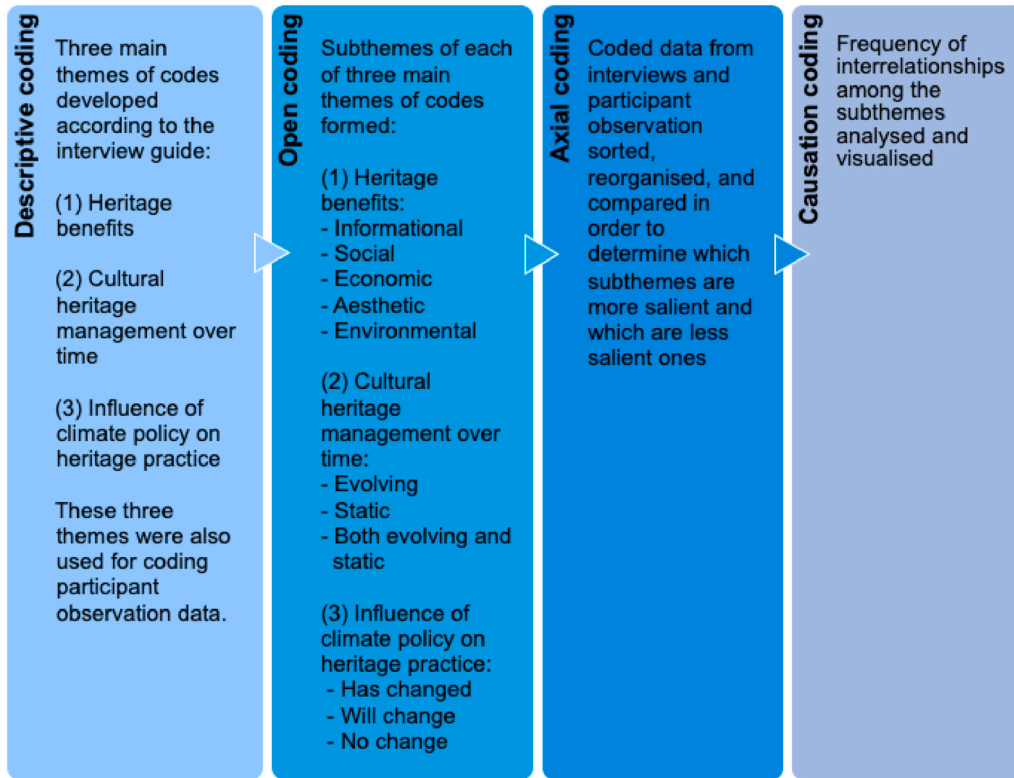 Descriptive coding
Three main
themes of codes
developed
according to the
interview guide:
(1) Heritage
benefits
(2) Cultural
heritage
management over
time
(3) Influence of
climate policy on
heritage practice
These three
themes were also
used for coding
participant
observation data.
Open coding
Subthemes of each
of three main
themes of codes
formed:
(1) Heritage
benefits:
- Informational
- Social
- Economic
- Aesthetic
- Environmental
(2) Cultural
heritage
management over
time:
- Evolving
- Static
- Both evolving and
static
(3) Influence of
climate policy on
heritage practice:
- Has changed
- Will change
- No change
Axial coding
Coded data from
interviews and
participant
observation
sorted,
reorganised, and
compared in
order to
determine which
subthemes are
more salient and
which are less
salient ones
Causation coding
Frequency of
interrelationships
among the
subthemes
analysed and
visualised